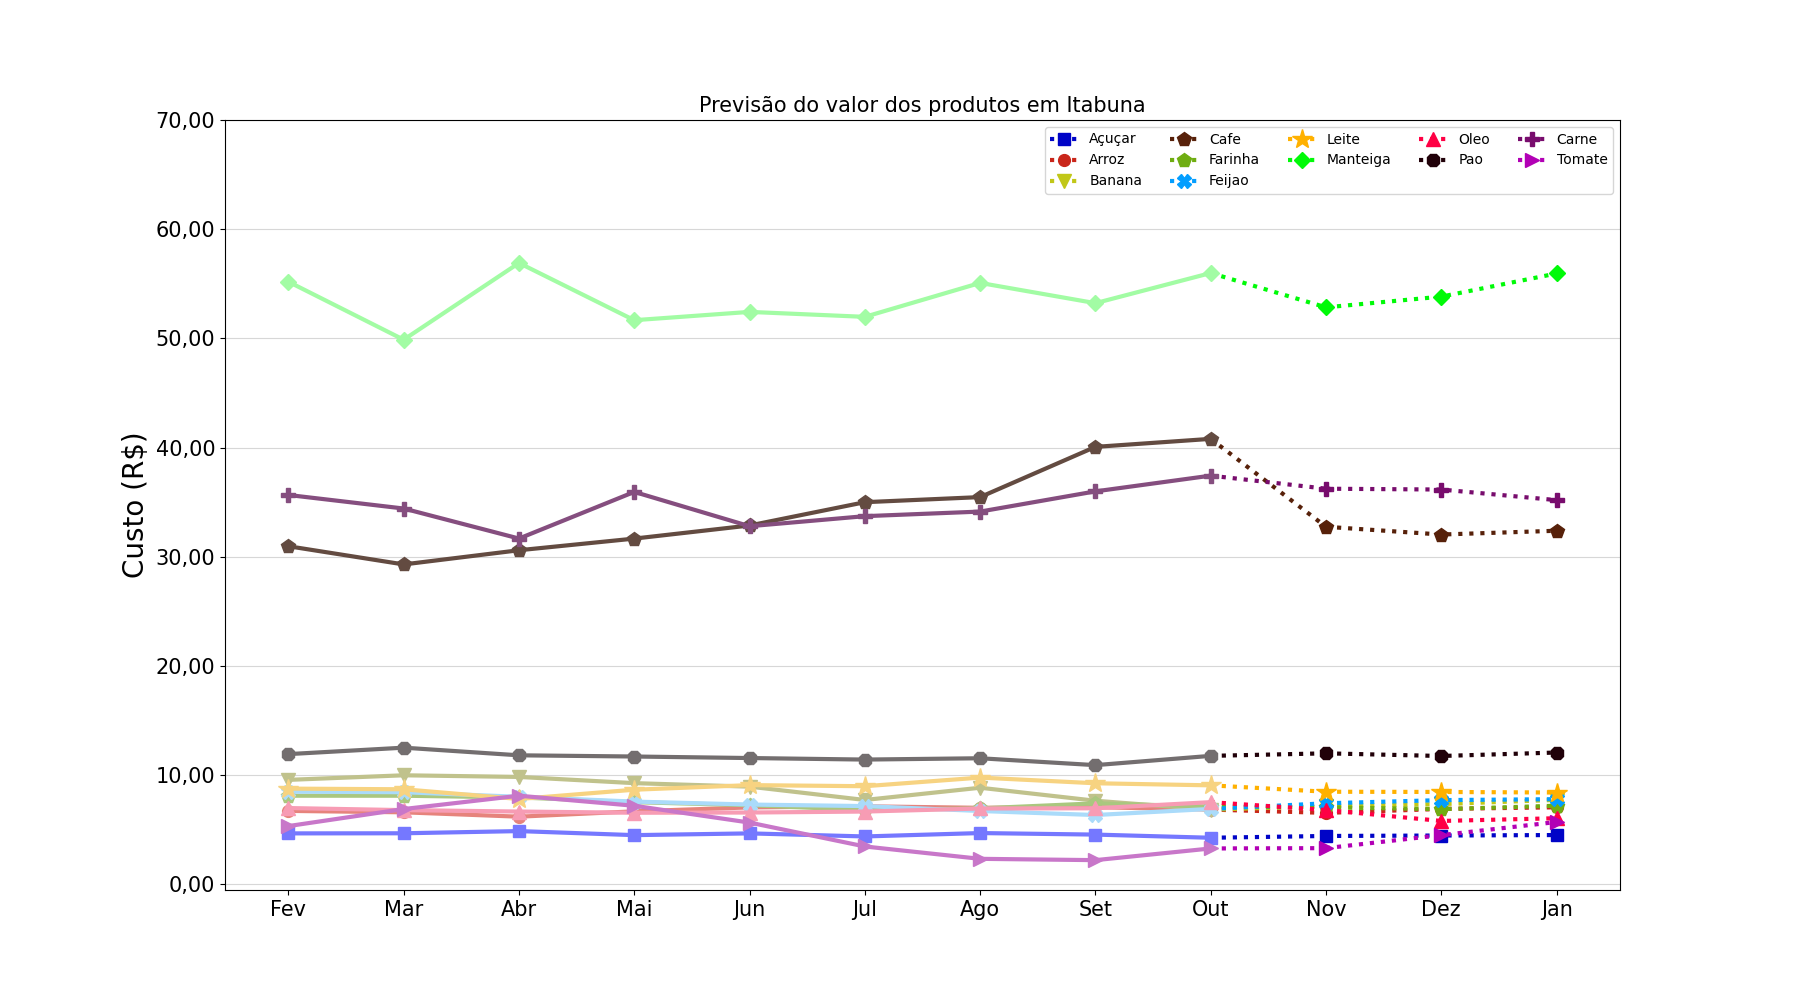 Previsão do valor dos produtos em Itabuna
70,00
60,00
50,00
40,00
30,00
20,00
10,00
0,00
Custo (R$)
Açuçar Cafe Leite Oleo Carne
Arroz Farinha Manteiga Pao Tomate
Banana Feijao
Fev Mar Abr Mai Jun Jul Ago Set Out Nov Dez Jan